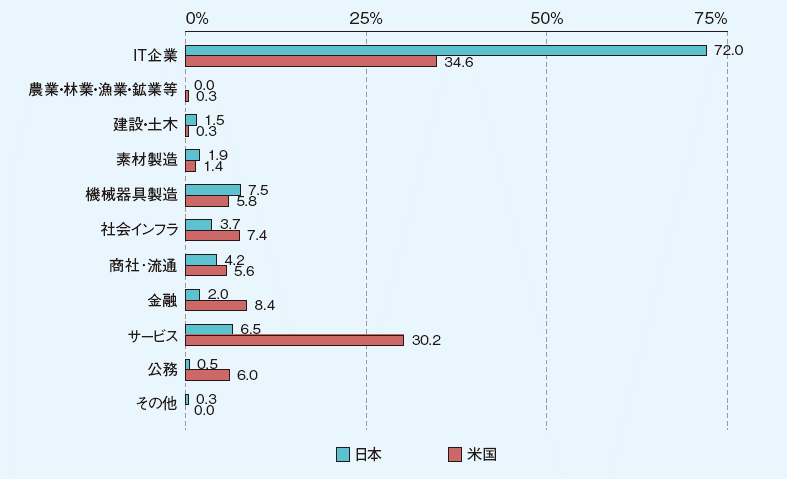 0% 25% 50% 75%
IT企業 72.0
34.6
農業・林業・漁業・鉱業等 0.0
0.3
建設・土木 1.5
0.3
素材製造 1.9
1.4
機械器具製造 7.5
5.8
社会インフラ 3.7
7.4
商社・流通 4.2
5.6
金融 2.0
8.4
サービス 6.5
30.2
公務 0.5
6.0
その他 0.3
0.0
日本 米国